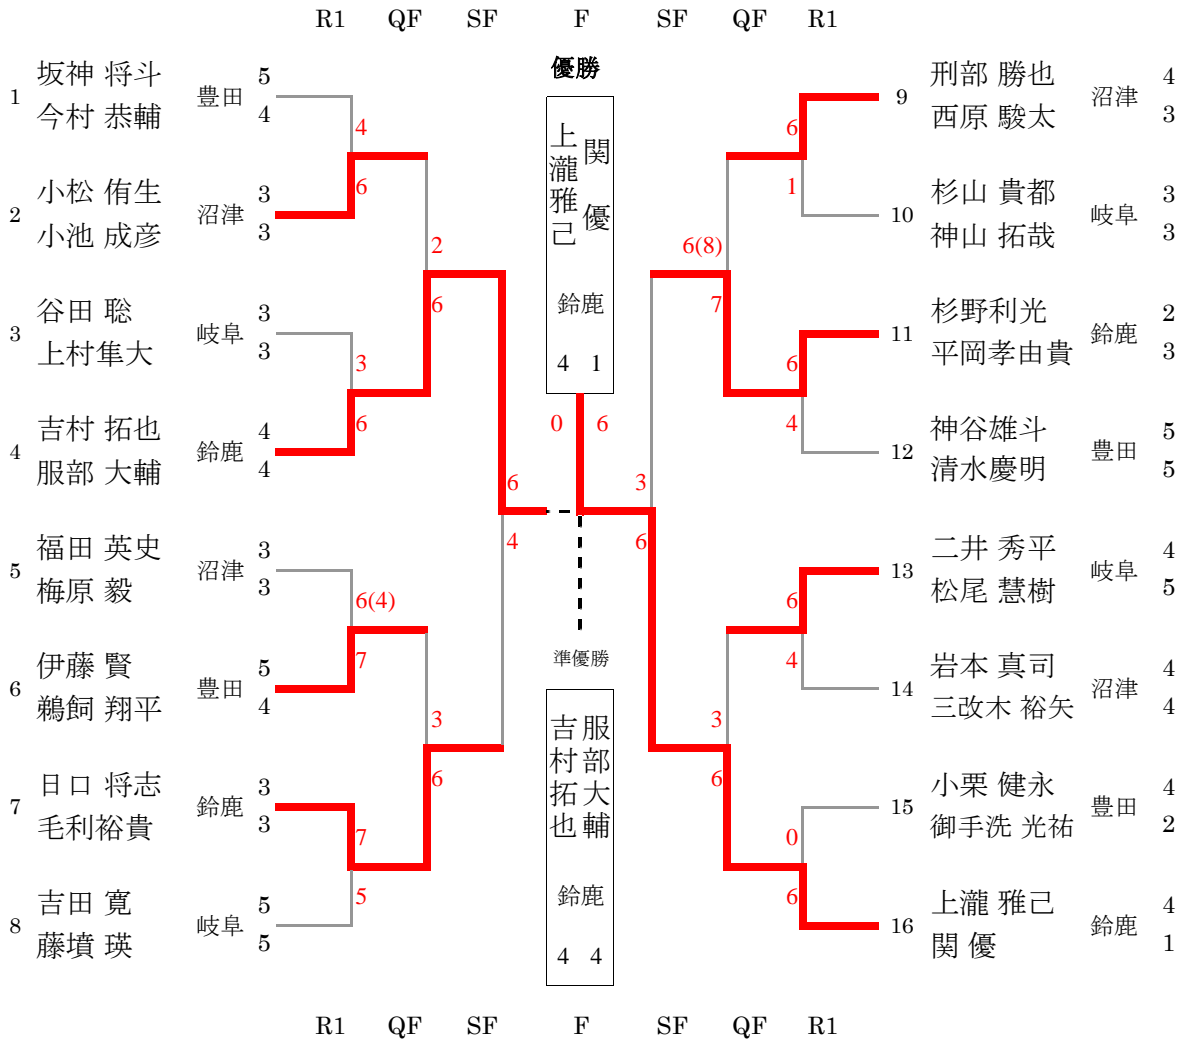 R1 QF SF F SF QF R1
1 坂神 将斗 豊田 5
今村 恭輔 4
4
6
2 小松 侑生 沼津 3
小池 成彦 3
2
6
3 谷田 聡 岐阜 3
上村隼大 3
3
6
4 吉村 拓也 鈴鹿 4
服部 大輔 4
6
4
5 福田 英史 沼津 3
梅原 毅 3
6(4)
7
6 伊藤 賢 豊田 5
鵜飼 翔平 4
3
6
7 日口 将志 鈴鹿 3
毛利裕貴 3
7
5
8 吉田 寛 岐阜 5
藤墳 瑛 5
優勝
上瀧雅己
関 優
鈴鹿
4 1
0 6
準優勝
吉村拓也
服部大輔
鈴鹿
4 4
9 刑部 勝也 沼津 4
西原 駿太 3
6
1
10 杉山 貴都 岐阜 3
神山 拓哉 3
6(8)
7
11 杉野利光 鈴鹿 2
平岡孝由貴 3
6
4
12 神谷雄斗 豊田 5
清水慶明 5
3
6
13 二井 秀平 岐阜 4
松尾 慧樹 5
6
4
14 岩本 真司 沼津 4
三改木 裕矢 4
3
6
15 小栗 健永 豊田 4
御手洗 光祐 2
0
6
16 上瀧 雅己 鈴鹿 4
関 優 1
R1 QF SF F SF QF R1